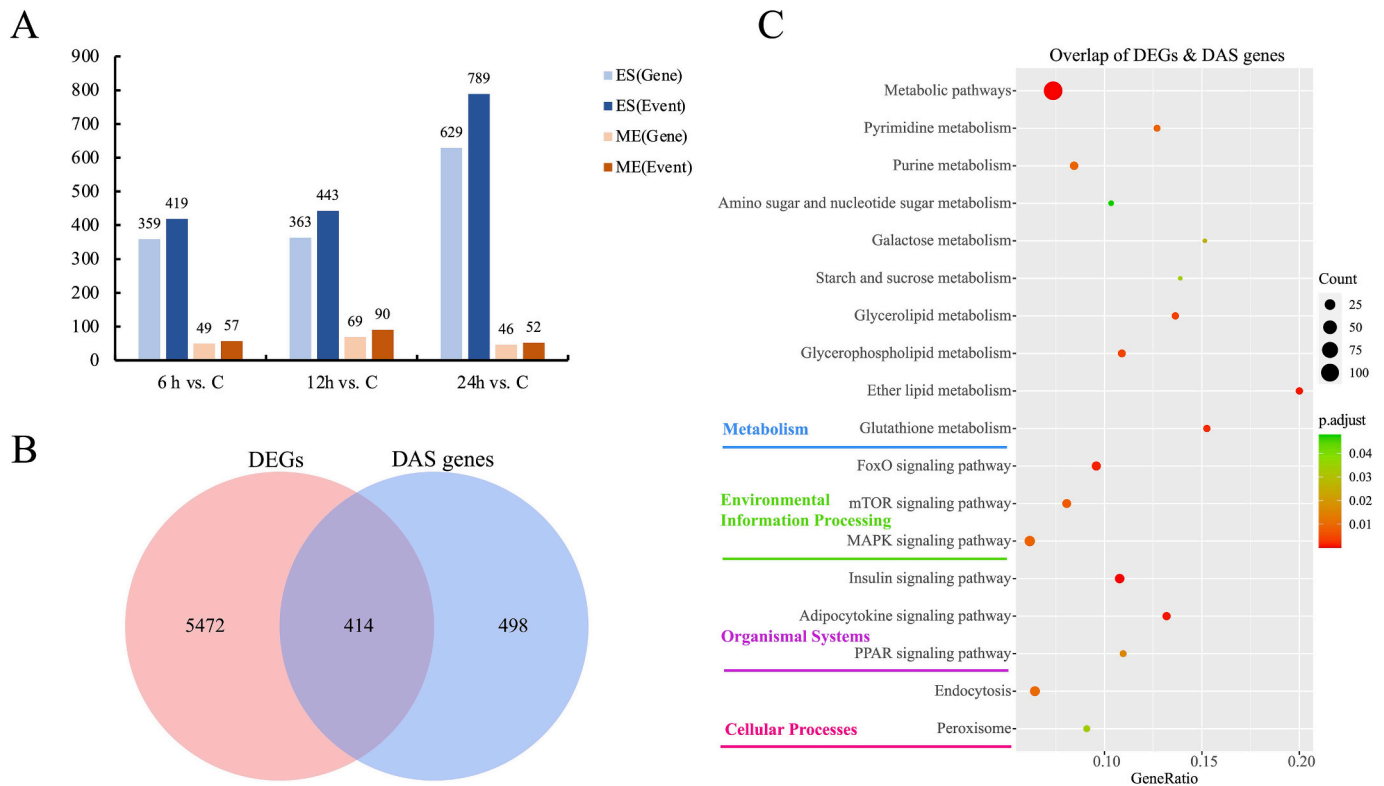 A
900
800
700
600
500
400
300
200
100
0
359
419
49
57
363
443
69
90
629
789
46
52
6 h vs. C
12h vs. C
24h vs. C
ES(Gene)
ES(Event)
ME(Gene)
ME(Event)
B
DEGs
DAS genes
5472
414
498
C
Overlap of DEGs & DAS genes
Metabolic pathways
Pyrimidine metabolism
Purine metabolism
Amino sugar and nucleotide sugar metabolism
Galactose metabolism
Starch and sucrose metabolism
Glycerolipid metabolism
Glycerophospholipid metabolism
Ether lipid metabolism
Glutathione metabolism
Metabolism
FoxO signaling pathway
mTOR signaling pathway
MAPK signaling pathway
Environmental
Information Processing
Insulin signaling pathway
Adipocytokine signaling pathway
PPAR signaling pathway
Organismal Systems
Endocytosis
Peroxisome
Cellular Processes
0.10
0.15
0.20
GeneRatio
Count
25
50
75
100
p.adjust
0.04
0.03
0.02
0.01